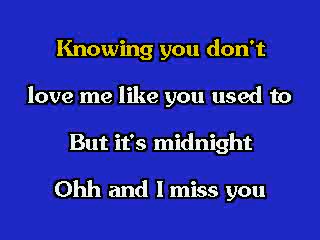 Knowing you don't
love me like you used to
But it's midnight
Ohh and I miss you